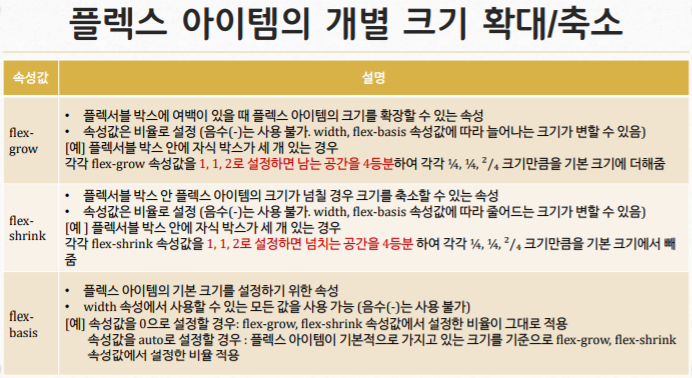 플렉스 아이템의 개별 크기 확대/축소
속성값 설명
flex-
grow
• 플렉서블 박스에 여백이 있을 때 플렉스 아이템의 크기를 확장할 수 있는 속성
• 속성값은 비율로 설정 (음수(-)는 사용 불가. width, flex-basis 속성값에 따라 늘어나는 크기가 변할 수 있음)
[예] 플렉서블 박스 안에 자식 박스가 세 개 있는 경우
각각 flex-grow 속성값을 1, 1, 2로 설정하면 남는 공간을 4등분하여 각각 ¼, ¼, ²/₄ 크기만큼을 기본 크기에 더해줌
flex-
shrink
• 플렉서블 박스 안 플렉스 아이템의 크기가 넘칠 경우 크기를 축소할 수 있는 속성
• 속성값은 비율로 설정 (음수(-)는 사용 불가. width, flex-basis 속성값에 따라 줄어드는 크기가 변할 수 있음)
[예 ] 플렉서블 박스 안에 자식 박스가 세 개 있는 경우
각각 flex-shrink 속성값을 1, 1, 2로 설정하면 넘치는 공간을 4등분 하여 각각 ¼, ¼, ²/₄ 크기만큼을 기본 크기에서 빼
줌
flex-
basis
• 플렉스 아이템의 기본 크기를 설정하기 위한 속성
• width 속성에서 사용할 수 있는 모든 값을 사용 가능 (음수(-)는 사용 불가)
[예] 속성값을 0으로 설정할 경우: flex-grow, flex-shrink 속성값에서 설정한 비율이 그대로 적용
속성값을 auto로 설정할 경우 : 플렉스 아이템이 기본적으로 가지고 있는 크기를 기준으로 flex-grow, flex-shrink
속성값에서 설정한 비율 적용